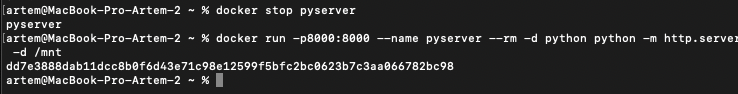 [artem@MacBook-Pro-Artem-2 ~ % docker stop pyserver
pyserver
[artem@MacBook-Pro-Artem-2 ~ % docker run -p8000:8000 --name pyserver --rm -d python python -m http.server
-d /mnt
dd7e3888dab11dcc8b0f6d43e71c98e12599f5bfc2bc0623b7c3aa066782bc98
artem@MacBook-Pro-Artem-2 ~ %